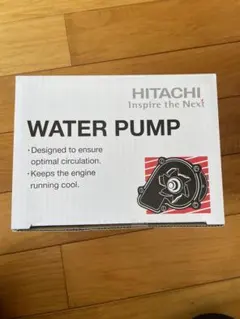 HITACHI
Inspire the Next
WATER PUMP
・Designed to ensure
optimal circulation.
・Keeps the engine
running cool.